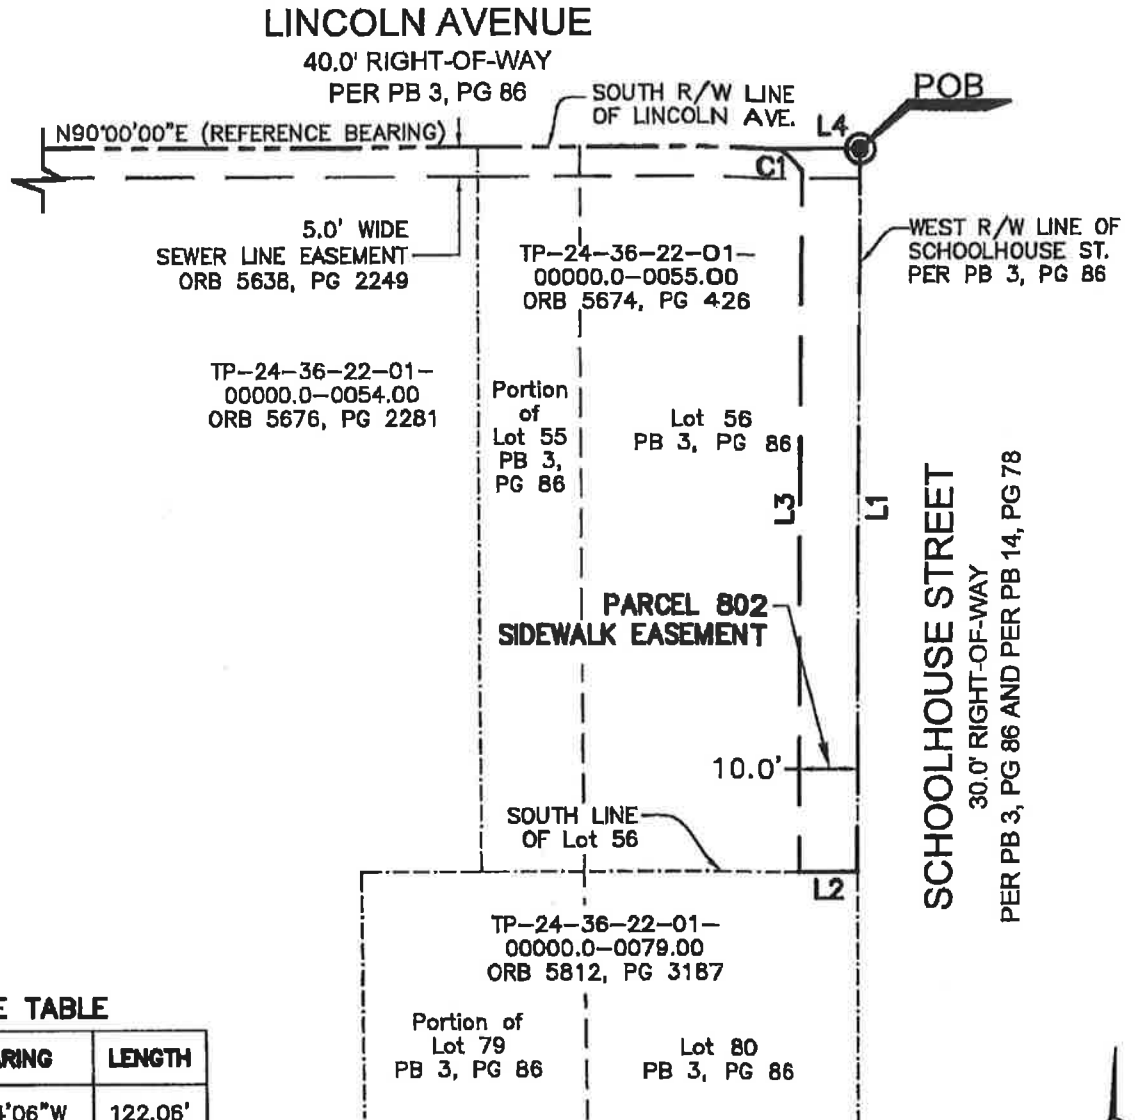 LINCOLN AVENUE
40.0' RIGHT-OF-WAY
PER PB 3, PG 86
SOUTH R/W LINE
OF LINCOLN AVE.
POB
L4
N90°00'00"E (REFERENCE BEARING)
C1
5.0' WIDE
SEWER LINE EASEMENT
ORB 5638, PG 2249
TP-24-36-22-01-
00000.0-0055.00
ORB 5674, PG 426
WEST R/W LINE OF
SCHOOLHOUSE ST.
PER PB 3, PG 86
TP-24-36-22-01-
00000.0-0054.00
ORB 5676, PG 2281
Portion
of
Lot 55
PB 3,
PG 86
Lot 56
PB 3, PG 86
L3
L1
SCHOOLHOUSE STREET
30.0' RIGHT-OF-WAY
PER PB 3, PG 86 AND PER PB 14, PG 78
PARCEL 802
SIDEWALK EASEMENT
10.0'
SOUTH LINE
OF Lot 56
L2
TP-24-36-22-01-
00000.0-0079.00
ORB 5812, PG 3187
Portion of
Lot 79
PB 3, PG 86
Lot 80
PB 3, PG 86
E TABLE
ARING LENGTH
4'06"W 122.06'